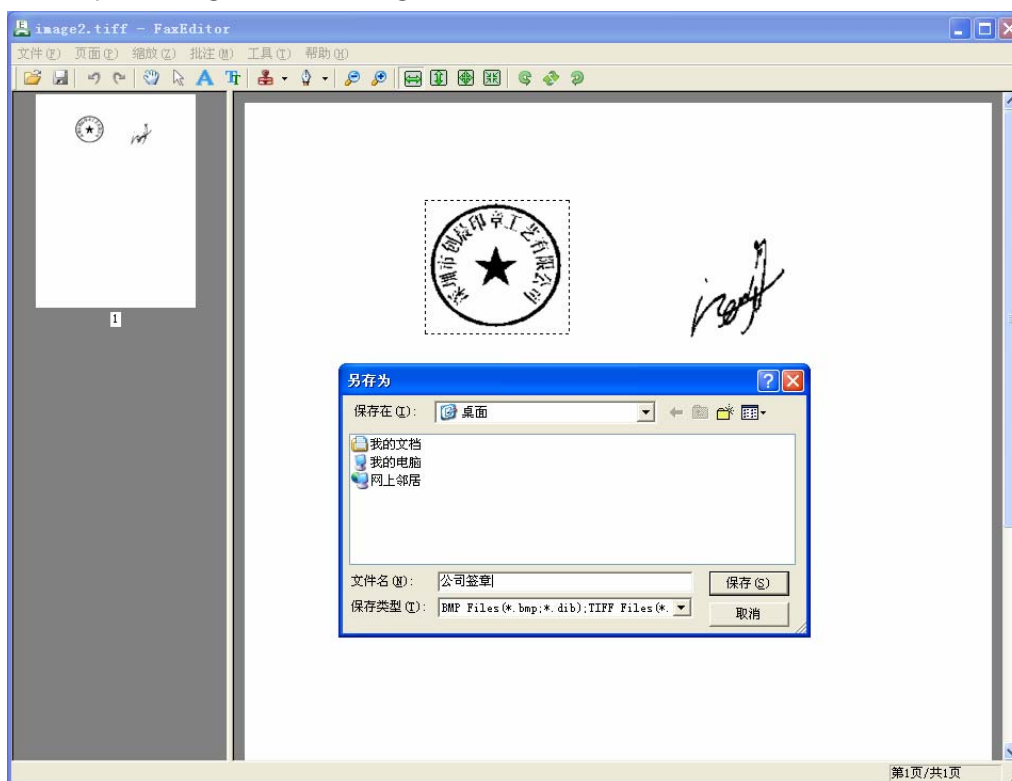 image2.tiff - FaxEditor
文件(F) 页面(P) 缩放(Z) 批注(M) 工具(T) 帮助(H)
1
深圳市创晨印章工艺有限公司
另存为
保存在(I): 桌面
我的文档
我的电脑
网上邻居
文件名(N): 公司签章
保存(S)
保存类型(T): BMP Files(*.bmp;*.dib);TIFF Files(*.
取消
第1页/共1页